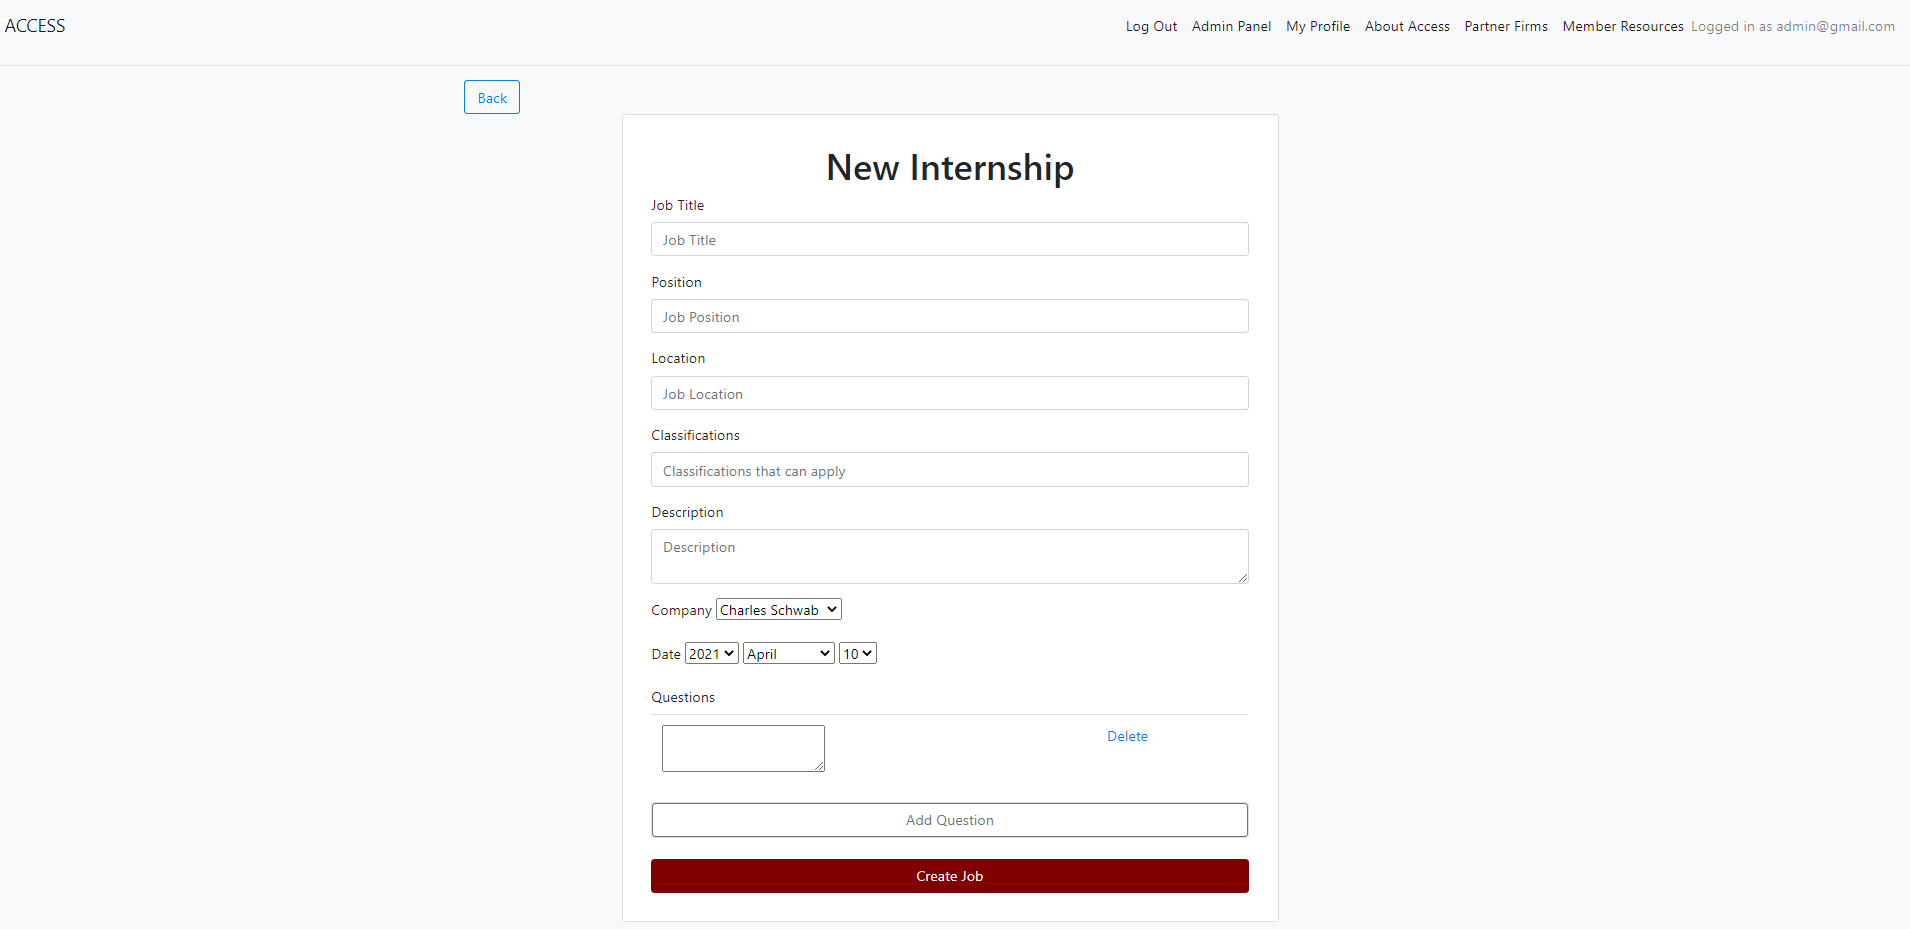 ACCESS
Log Out Admin Panel My Profile About Access Partner Firms Member Resources Logged in as admin@gmail.com
Back
New Internship
Job Title
Job Title
Position
Job Position
Location
Job Location
Classifications
Classifications that can apply
Description
Description
Company Charles Schwab
Date 2021 April 10
Questions
Delete
Add Question
Create Job